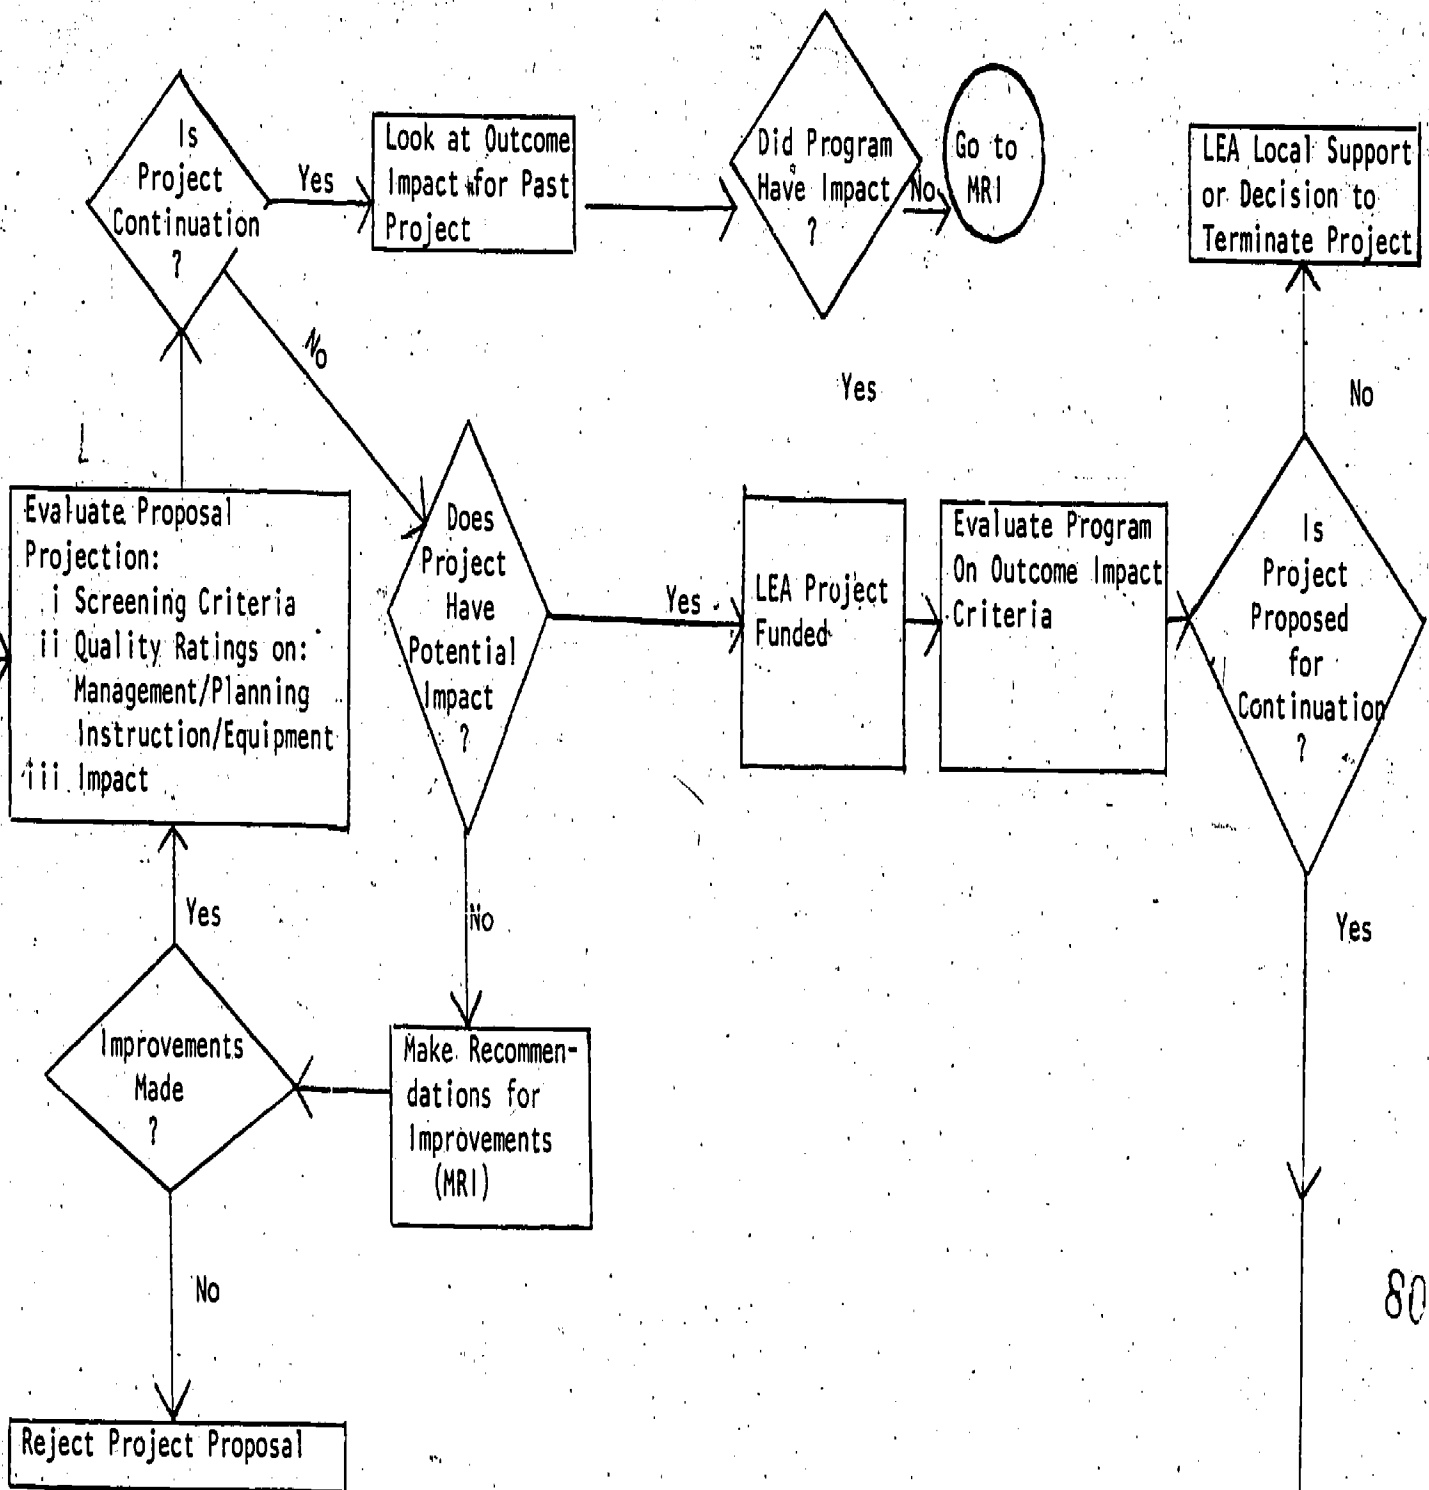 Is
Project
Continuation
?
Yes
Look at Outcome
Impact for Past
Project
Did Program
Have Impact
?
No
Go to
MRI
LEA Local Support
or Decision to
Terminate Project
No
Yes
No
Evaluate Proposal
Projection:
i Screening Criteria
ii Quality Ratings on:
Management/Planning
Instruction/Equipment
iii Impact
Does
Project
Have
Potential
Impact
?
Yes
LEA Project
Funded
Evaluate Program
On Outcome Impact
Criteria
Is
Project
Proposed
for
Continuation
?
Yes
No
Yes
Improvements
Made
?
Make Recommen-
dations for
Improvements
(MRI)
No
80
Reject Project Proposal